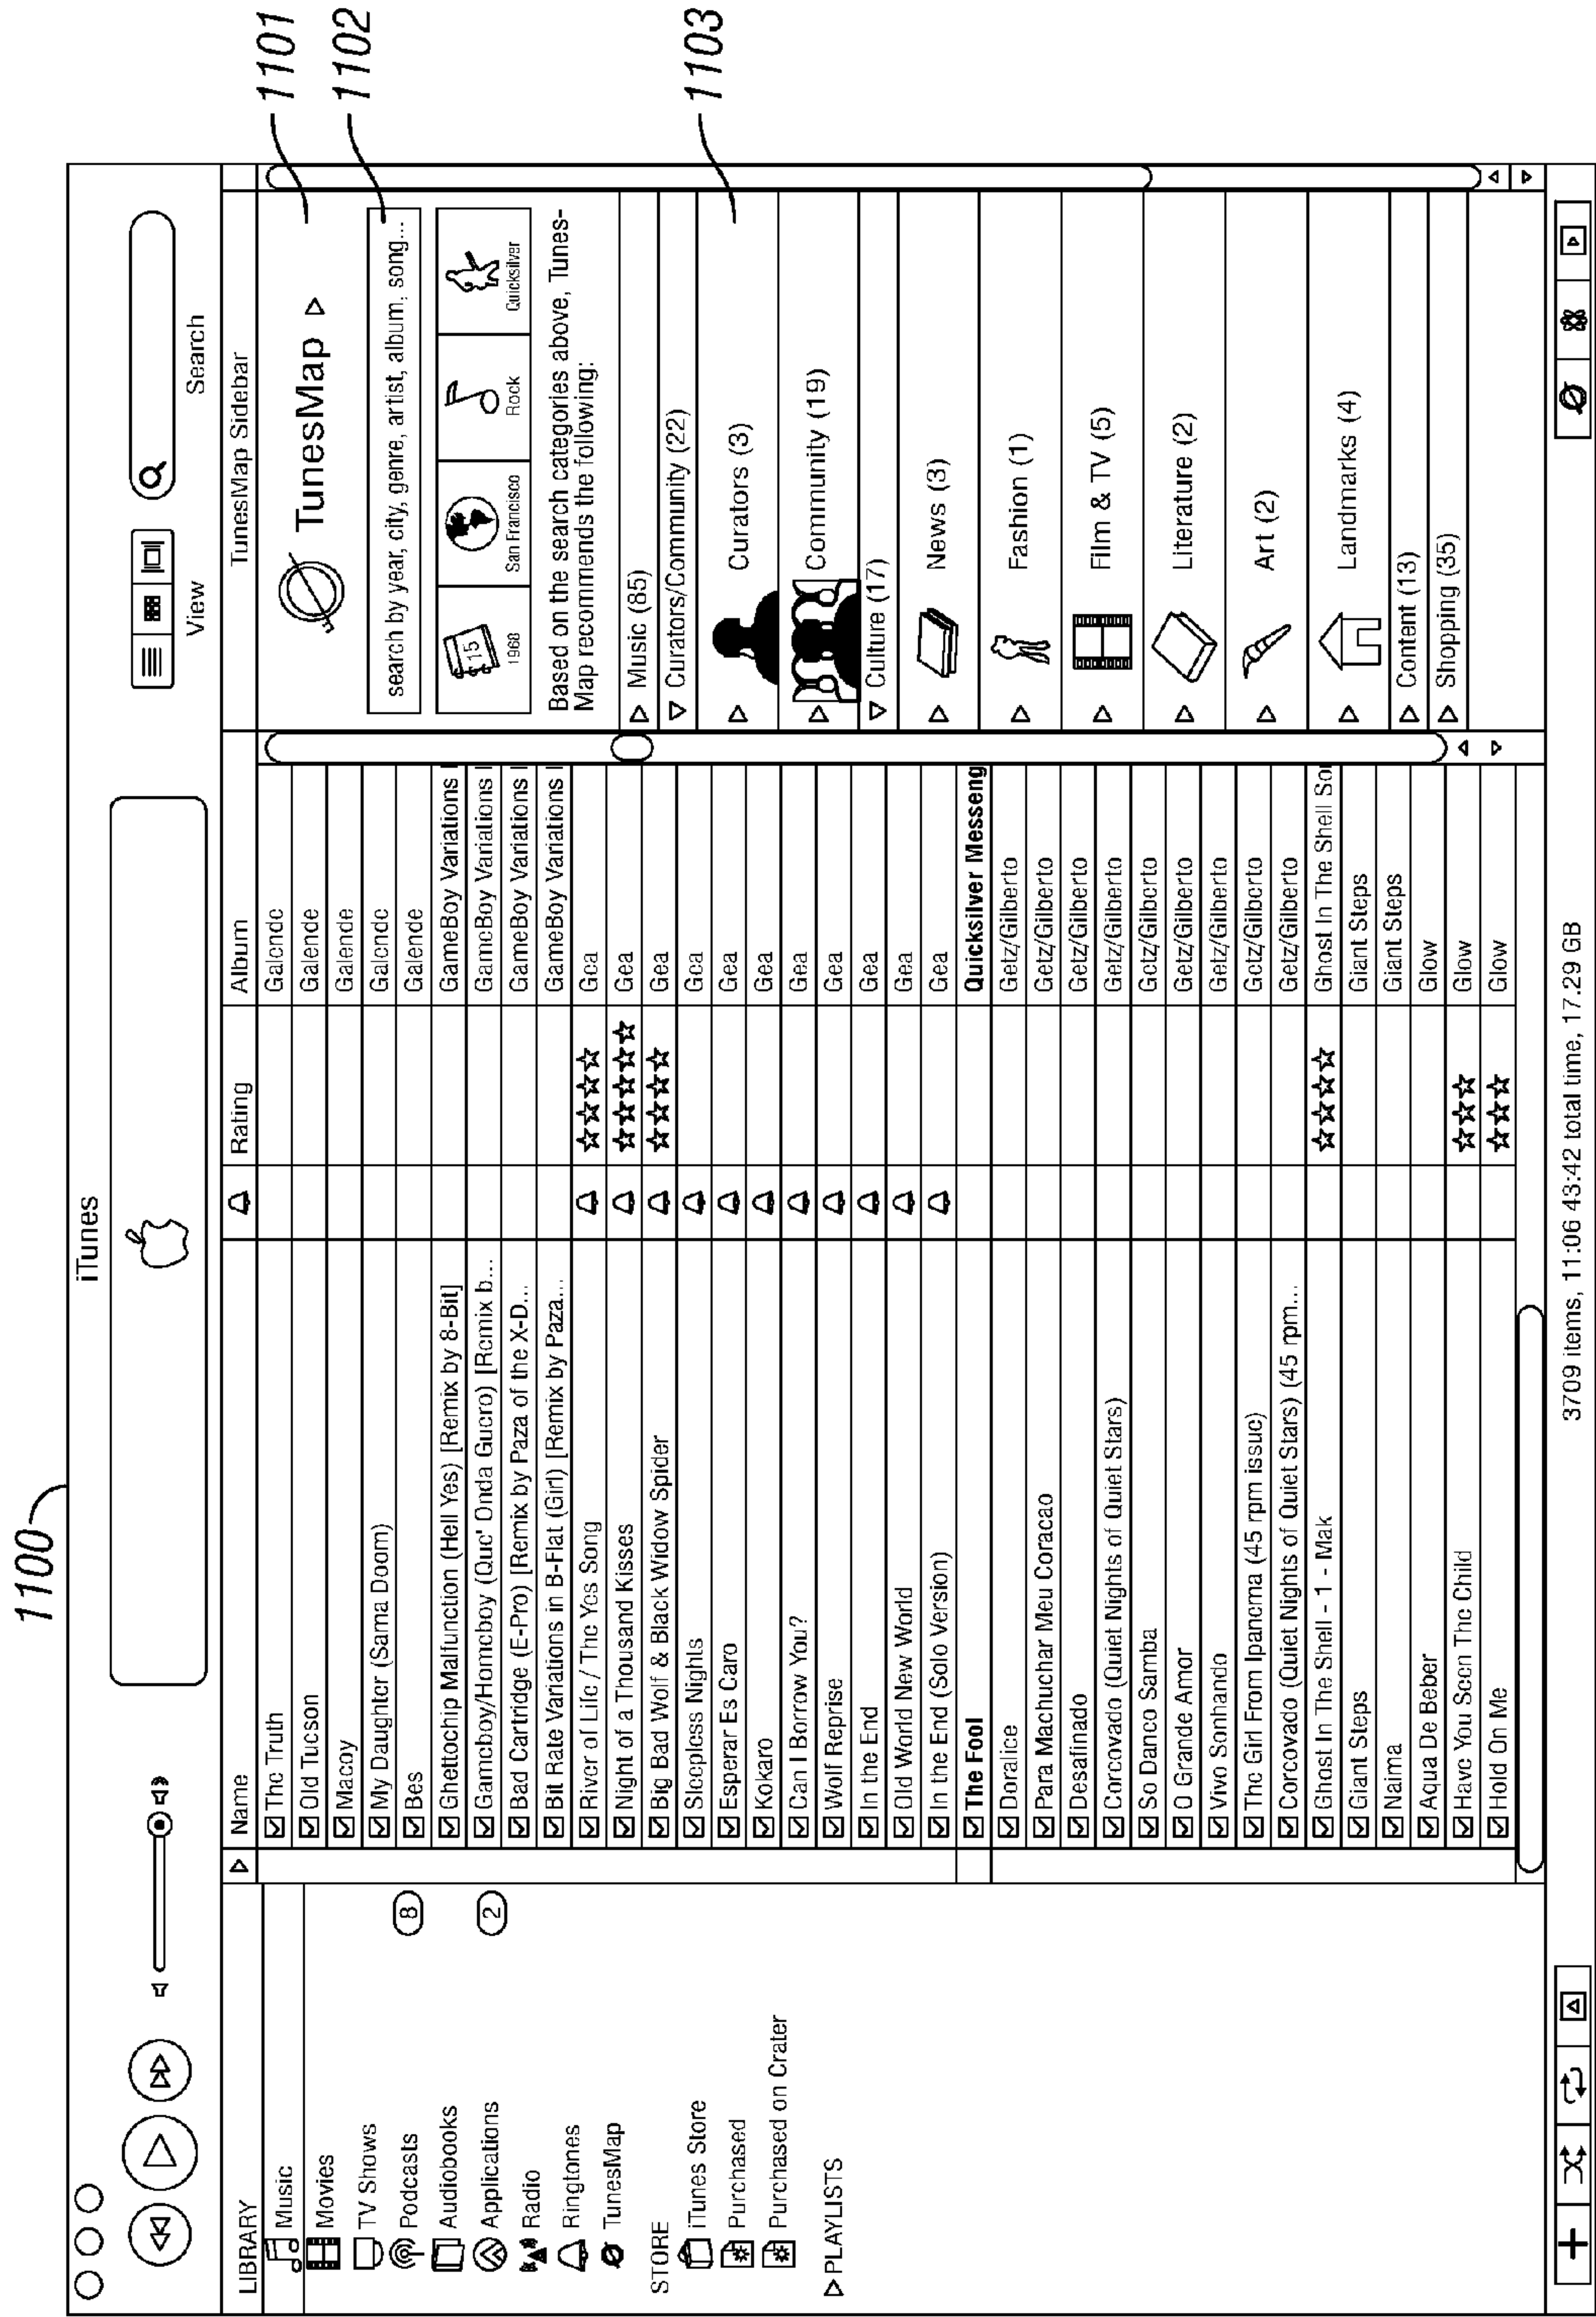 1100
iTunes
View
Search
LIBRARY
Music
Movies
TV Shows
Podcasts 8
Audiobooks
Applications 2
Radio
Ringtones
TunesMap
STORE
iTunes Store
Purchased
Purchased on Crater
PLAYLISTS
Name Rating Album
The Truth Galende
Old Tucson Galende
Macay Galende
My Daughter (Sama Doom) Galende
Bes Galende
Ghettochip Malfunction (Hell Yes) [Remix by 8-Bit] GameBoy Variations
Gameboy/Homeboy (Que' Onda Guero) [Remix b... GameBoy Variations
Bad Cartridge (E-Pro) [Remix by Paza of the X-D... GameBoy Variations
Bit Rate Variations in B-Flat (Girl) [Remix by Paza... GameBoy Variations
River of Life / The Yes Song ☆☆☆☆☆ Gea
Night of a Thousand Kisses ☆☆☆☆☆☆ Gea
Big Bad Wolf & Black Widow Spider ☆☆☆☆☆ Gea
Sleepless Nights Gea
Esperar Es Caro Gea
Kokaro Gea
Can I Borrow You? Gea
Wolf Reprise Gea
In the End Gea
Old World New World Gea
In the End (Solo Version) Gea
The Fool Quicksilver Messeng
Doralice Getz/Gilberto
Para Machuchar Meu Coracao Getz/Gilberto
Desafinado Getz/Gilberto
Corcovado (Quiet Nights of Quiet Stars) Getz/Gilberto
So Danco Samba Getz/Gilberto
O Grande Amor Getz/Gilberto
Vivo Sonhando Getz/Gilberto
The Girl From Ipanema (45 rpm issue) Getz/Gilberto
Corcovado (Quiet Nights of Quiet Stars) (45 rpm... Getz/Gilberto
Ghost In The Shell - 1 - Mak ☆☆☆☆☆ Ghost In The Shell Sou
Giant Steps Giant Steps
Naima Giant Steps
Aqua De Beber Glow
Have You Seen The Child ☆☆☆☆ Glow
Hold On Me ☆☆☆☆ Glow
TunesMap Sidebar
TunesMap
1101
search by year, city, genre, artist, album, song...
1102
15
1968 San Francisco Rock Quicksilver
Based on the search categories above, Tunes-
Map recommends the following:
Music (85)
Curators/Community (22)
Curators (3)
1103
Community (19)
Culture (17)
News (3)
Fashion (1)
Film & TV (5)
Literature (2)
Art (2)
Landmarks (4)
Content (13)
Shopping (35)
3709 items, 11:06 43:42 total time, 17.29 GB